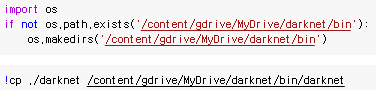 import os
if not os.path.exists('/content/gdrive/MyDrive/darknet/bin'):
    os.makedirs('/content/gdrive/MyDrive/darknet/bin')
!cp ./darknet /content/gdrive/MyDrive/darknet/bin/darknet